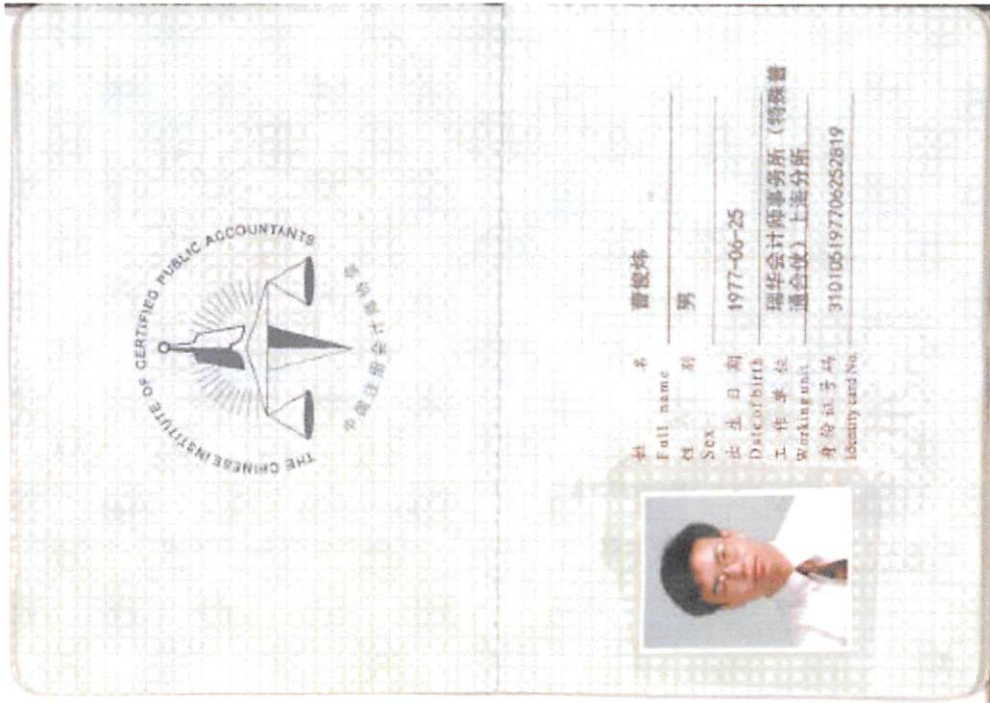 THE CHINESE INSTITUTE OF CERTIFIED PUBLIC ACCOUNTANTS
中国注册会计师协会
姓 名 曹俊炜
Full name
性 别 男
Sex
出生日期 1977-06-25
Date of birth
工作单位 瑞华会计师事务所（特殊普
Working unit 通合伙）上海分所
身份证号码 310105197706252819
Identity card No.